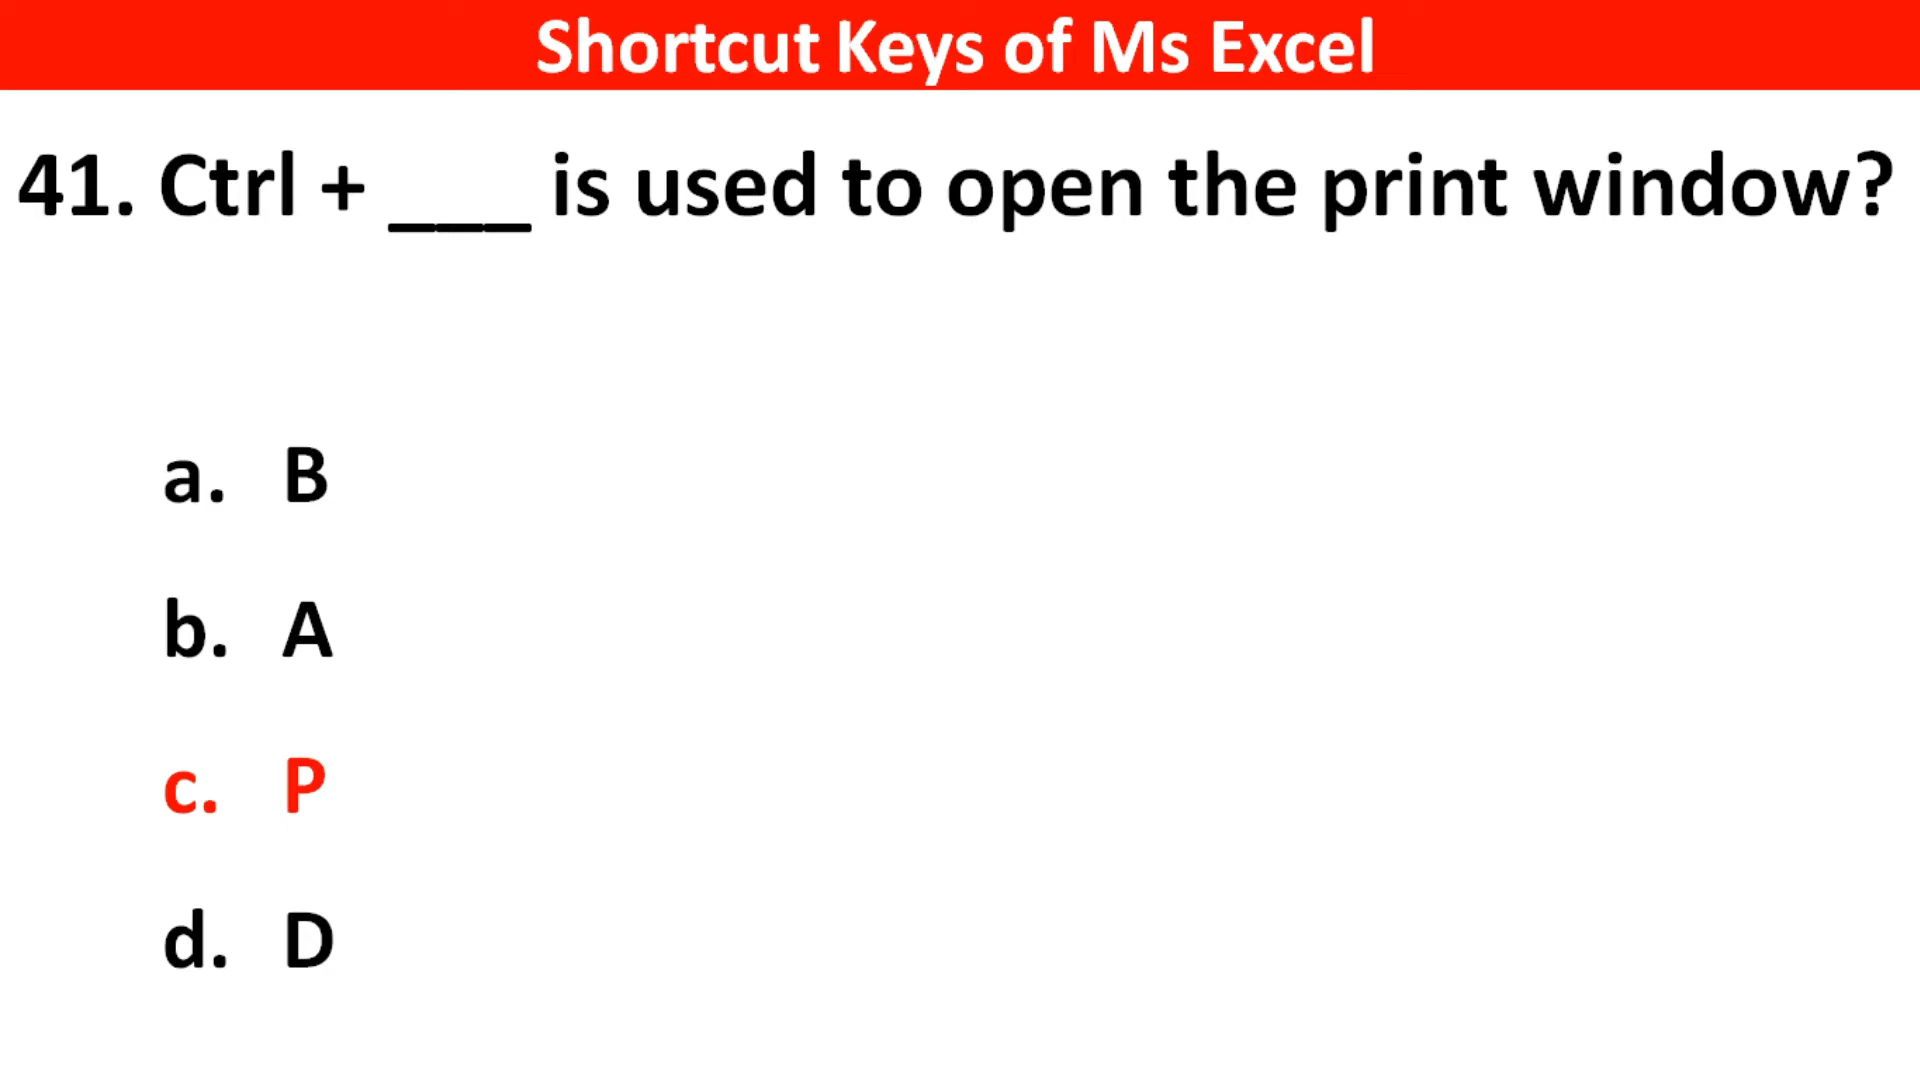 Shortcut Keys of Ms Excel
41. Ctrl + ___ is used to open the print window?
a. B
b. A
c. P
d. D